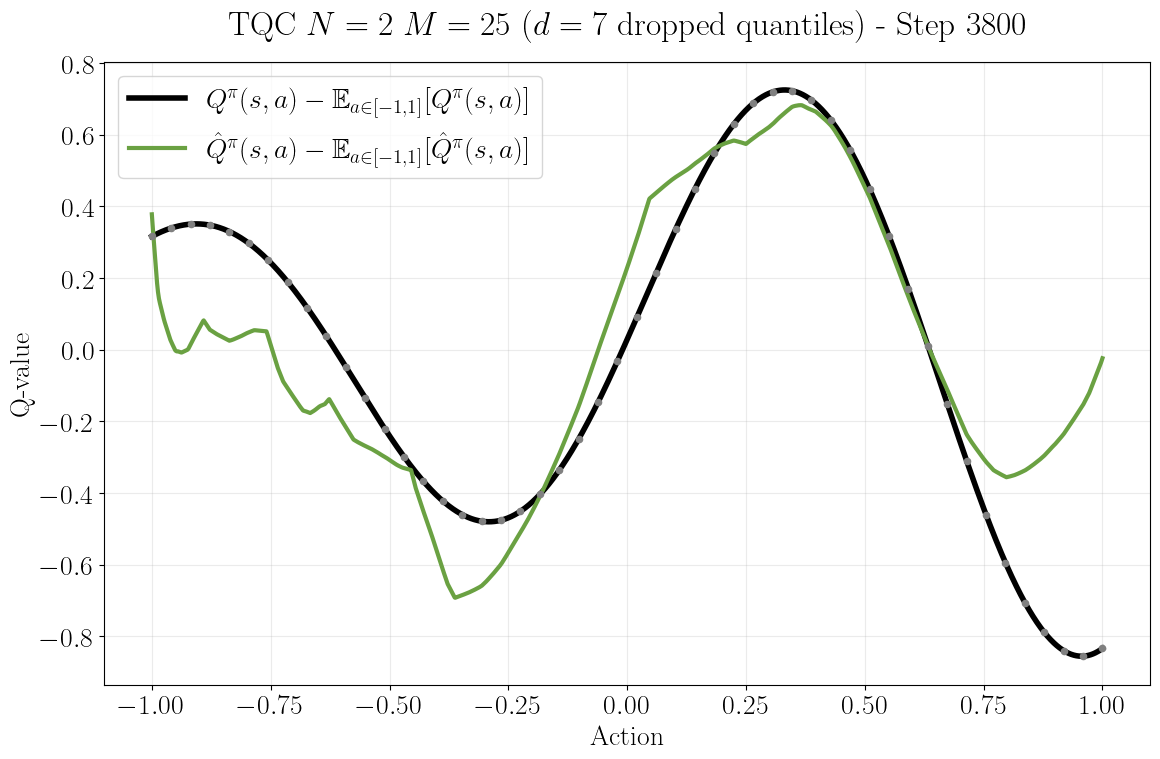 TQC N = 2 M = 25 (d = 7 dropped quantiles) - Step 3800
Q^π(s, a) − 𝔼_{a∈[−1,1]}[Q^π(s, a)]
Q̂^π(s, a) − 𝔼_{a∈[−1,1]}[Q̂^π(s, a)]
0.8
0.6
0.4
0.2
0.0
−0.2
−0.4
−0.6
−0.8
Q-value
−1.00 −0.75 −0.50 −0.25 0.00 0.25 0.50 0.75 1.00
Action